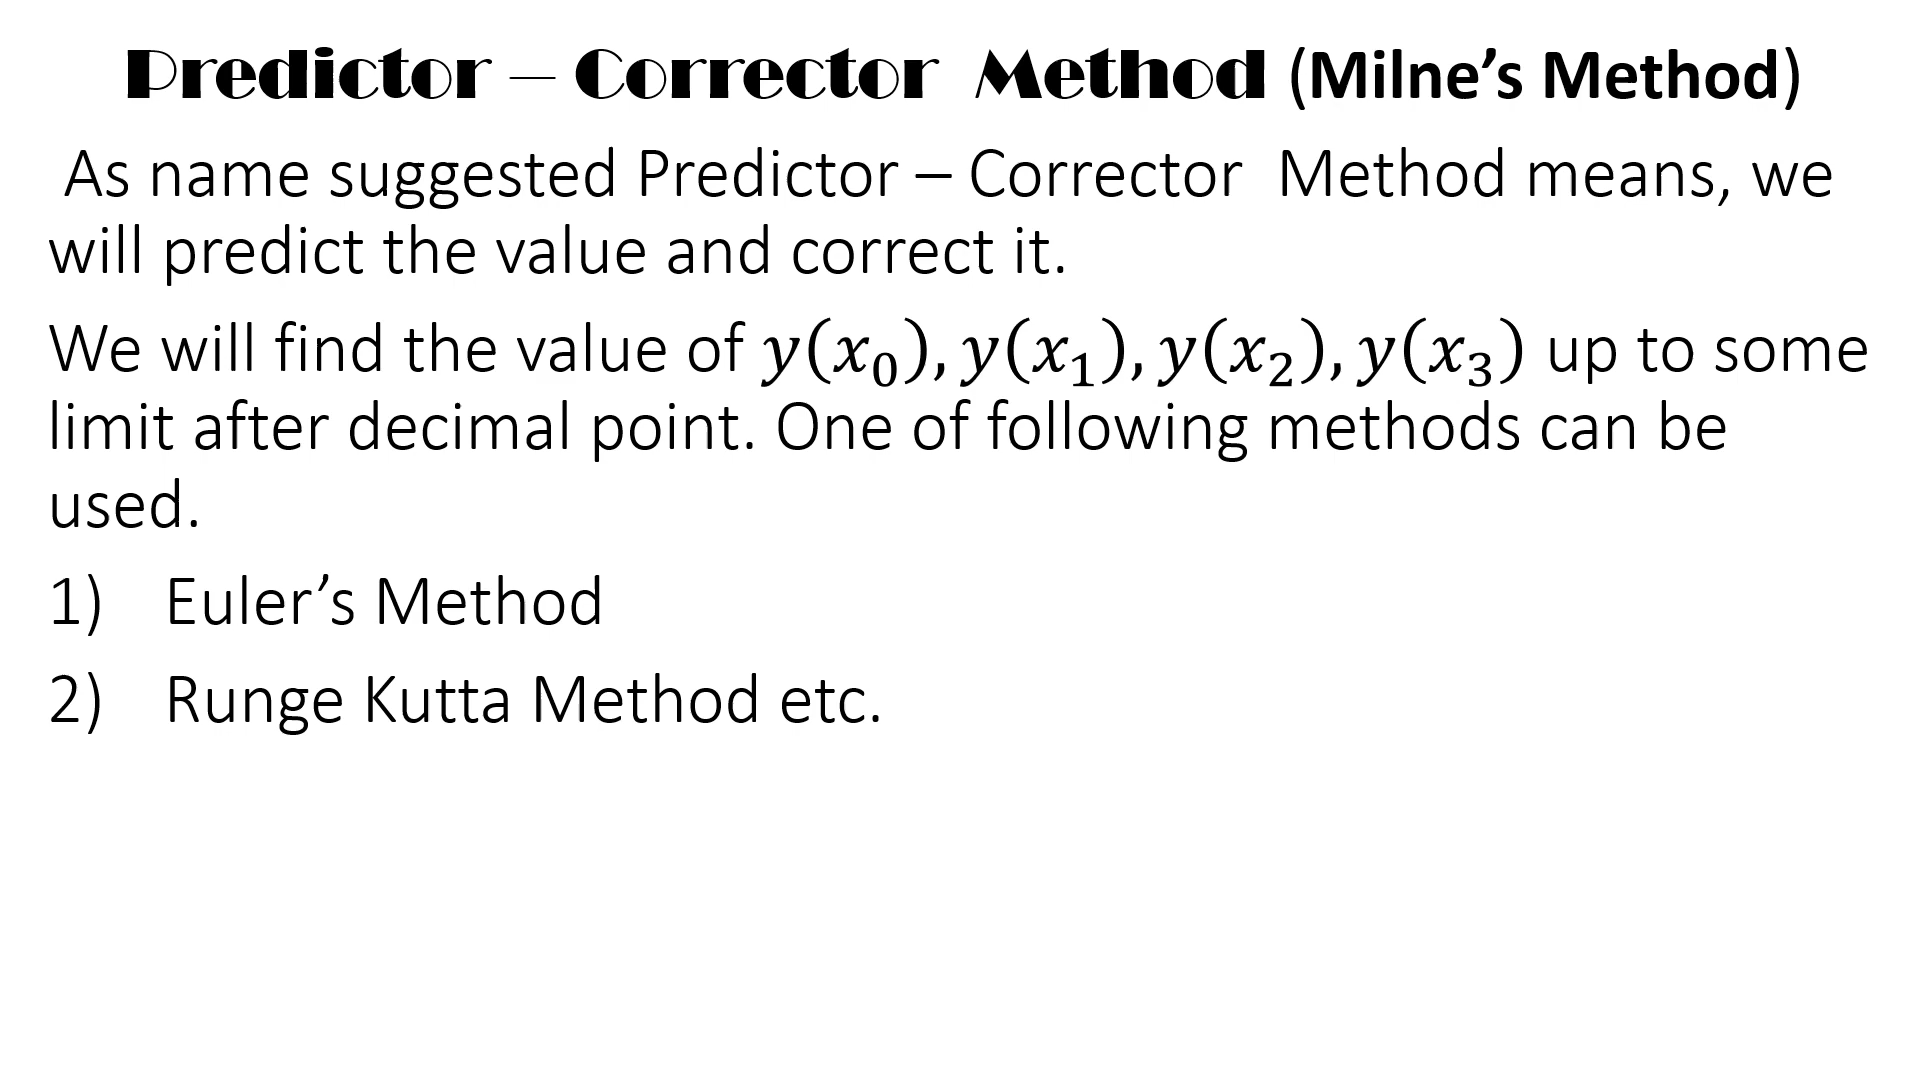 Predictor – Corrector Method (Milne’s Method)
As name suggested Predictor – Corrector Method means, we
will predict the value and correct it.
We will find the value of y(x₀), y(x₁), y(x₂), y(x₃) up to some
limit after decimal point. One of following methods can be
used.
1) Euler’s Method
2) Runge Kutta Method etc.